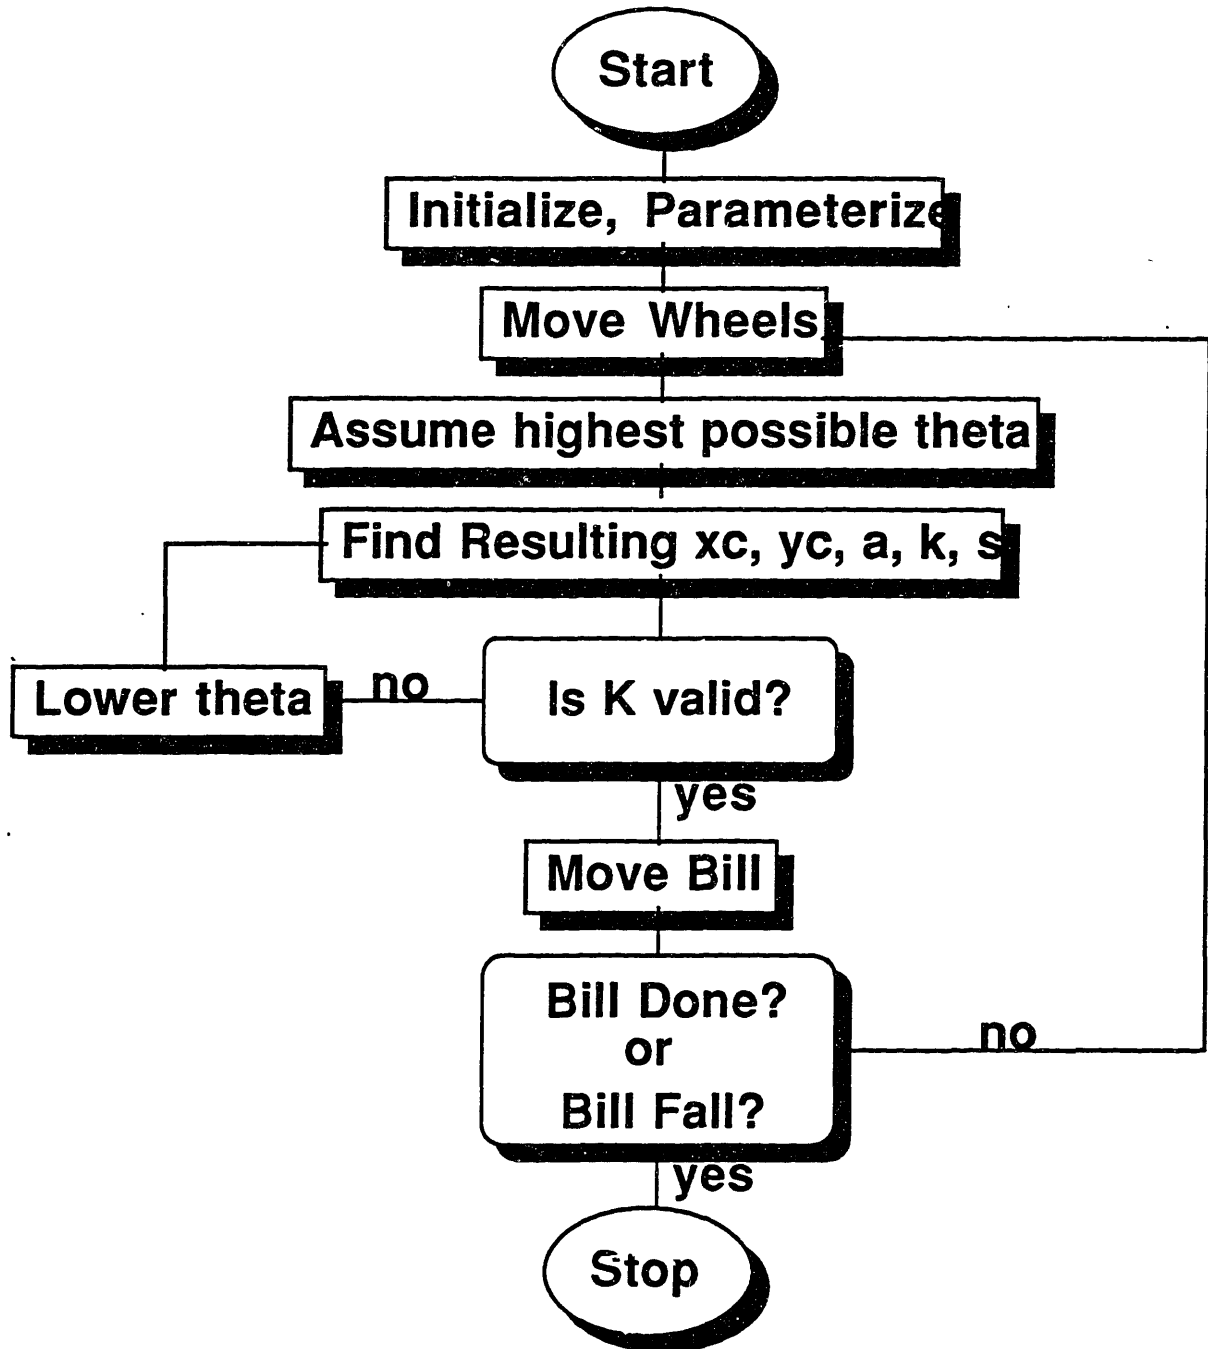 Start
Initialize, Parameterize
Move Wheels
Assume highest possible theta
Find Resulting xc, yc, a, k, s
Lower theta
no
Is K valid?
yes
Move Bill
Bill Done?
or
Bill Fall?
no
yes
Stop